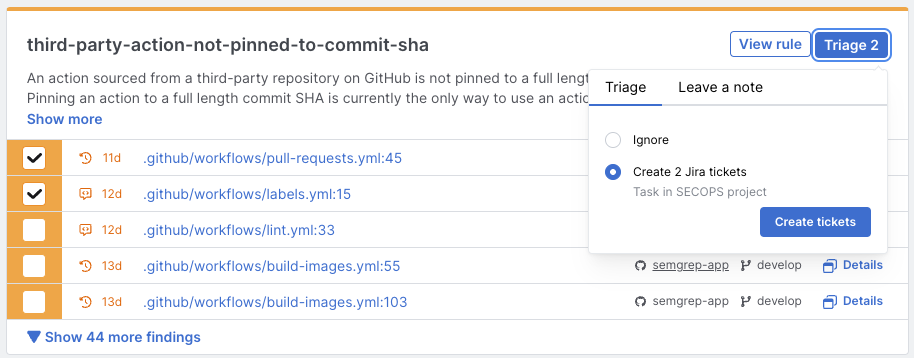 third-party-action-not-pinned-to-commit-sha
View rule
Triage 2
An action sourced from a third-party repository on GitHub is not pinned to a full
Pinning an action to a full length commit SHA is currently the only way to use an
Show more
Triage
Leave a note
Ignore
Create 2 Jira tickets
Task in SECOPS project
Create tickets
11d .github/workflows/pull-requests.yml:45
12d .github/workflows/labels.yml:15
12d .github/workflows/lint.yml:33
13d .github/workflows/build-images.yml:55 semgrep-app develop Details
13d .github/workflows/build-images.yml:103 semgrep-app develop Details
Show 44 more findings